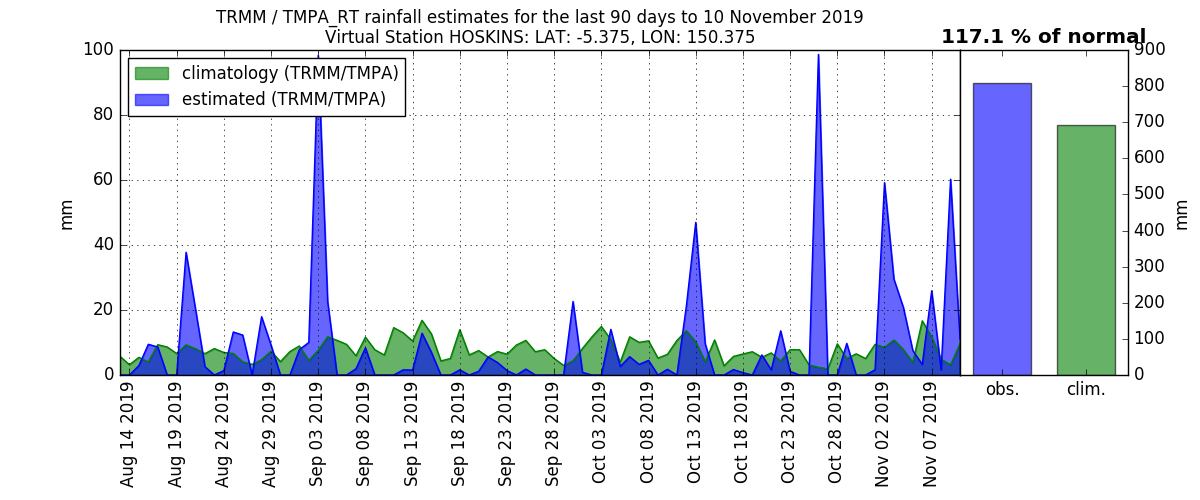 TRMM / TMPA_RT rainfall estimates for the last 90 days to 10 November 2019
Virtual Station HOSKINS: LAT: -5.375, LON: 150.375
117.1 % of normal
climatology (TRMM/TMPA)
estimated (TRMM/TMPA)
100
80
60
40
20
0
mm
Aug 14 2019
Aug 19 2019
Aug 24 2019
Aug 29 2019
Sep 03 2019
Sep 08 2019
Sep 13 2019
Sep 18 2019
Sep 23 2019
Sep 28 2019
Oct 03 2019
Oct 08 2019
Oct 13 2019
Oct 18 2019
Oct 23 2019
Oct 28 2019
Nov 02 2019
Nov 07 2019
obs.
clim.
900
800
700
600
500
400
300
200
100
0
mm